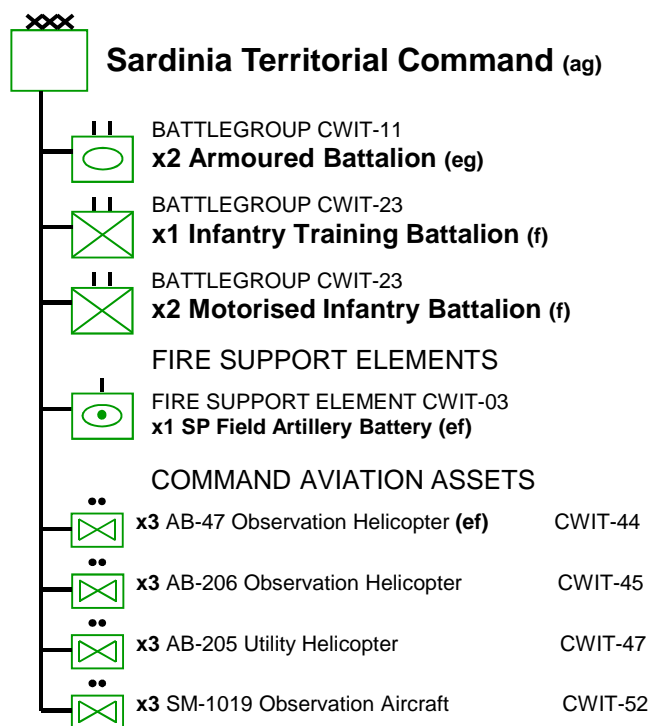 Sardinia Territorial Command (ag)
BATTLEGROUP CWIT-11
x2 Armoured Battalion (eg)
BATTLEGROUP CWIT-23
x1 Infantry Training Battalion (f)
BATTLEGROUP CWIT-23
x2 Motorised Infantry Battalion (f)
FIRE SUPPORT ELEMENTS
FIRE SUPPORT ELEMENT CWIT-03
x1 SP Field Artillery Battery (ef)
COMMAND AVIATION ASSETS
x3 AB-47 Observation Helicopter (ef) CWIT-44
x3 AB-206 Observation Helicopter CWIT-45
x3 AB-205 Utility Helicopter CWIT-47
x3 SM-1019 Observation Aircraft CWIT-52